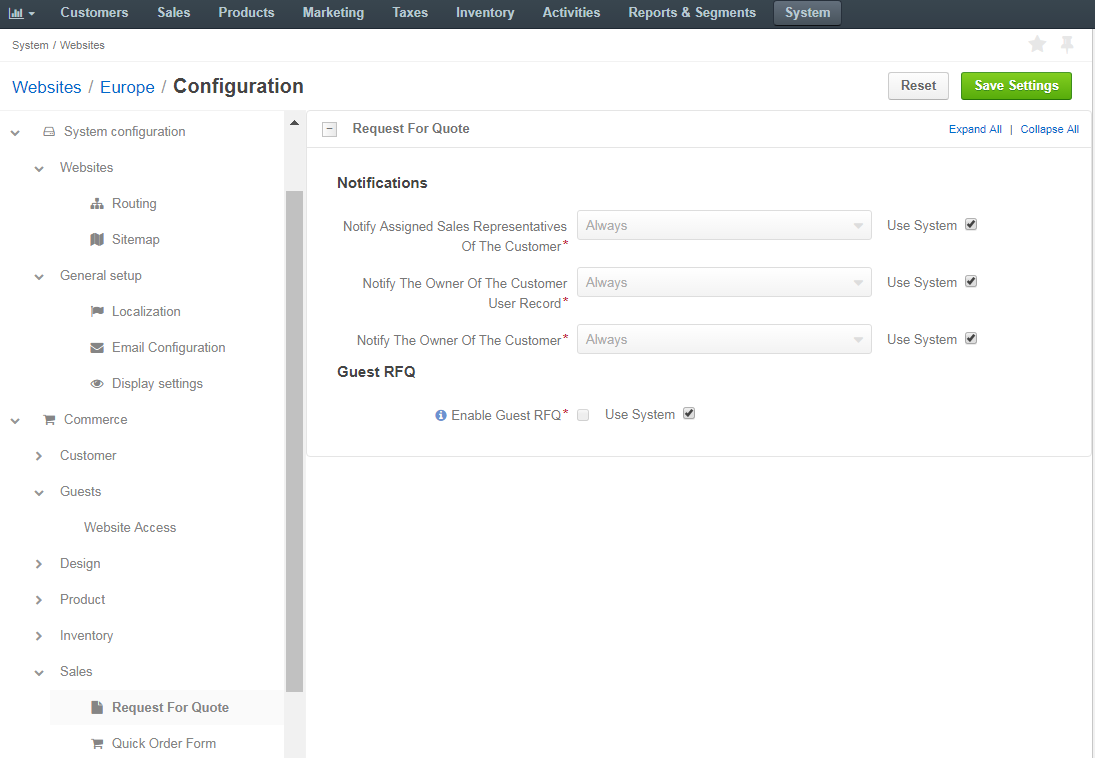 Customers Sales Products Marketing Taxes Inventory Activities Reports & Segments System
System / Websites
Websites / Europe / Configuration
Reset Save Settings
System configuration
Websites
Routing
Sitemap
General setup
Localization
Email Configuration
Display settings
Commerce
Customer
Guests
Website Access
Design
Product
Inventory
Sales
Request For Quote
Quick Order Form
Request For Quote
Expand All | Collapse All
Notifications
Notify Assigned Sales Representatives
Of The Customer*
Always
Use System
Notify The Owner Of The Customer
User Record*
Always
Use System
Notify The Owner Of The Customer*
Always
Use System
Guest RFQ
Enable Guest RFQ*
Use System